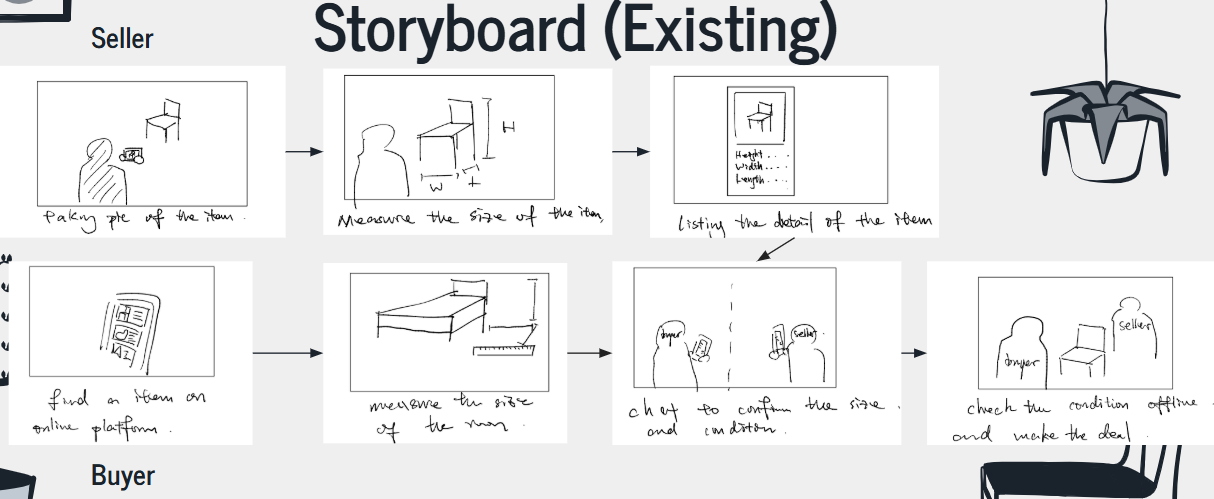 Storyboard (Existing)
Seller
taking pic of the item.
H
W
L
Measure the size of the item,
Height ....
Width ....
Length ....
listing the detail of the item
find a item on
online platform.
measure the size
of the
buyer
seller
chat to confirm the size.
and condition.
buyer
seller
check the condition offline.
and make the deal.
Buyer